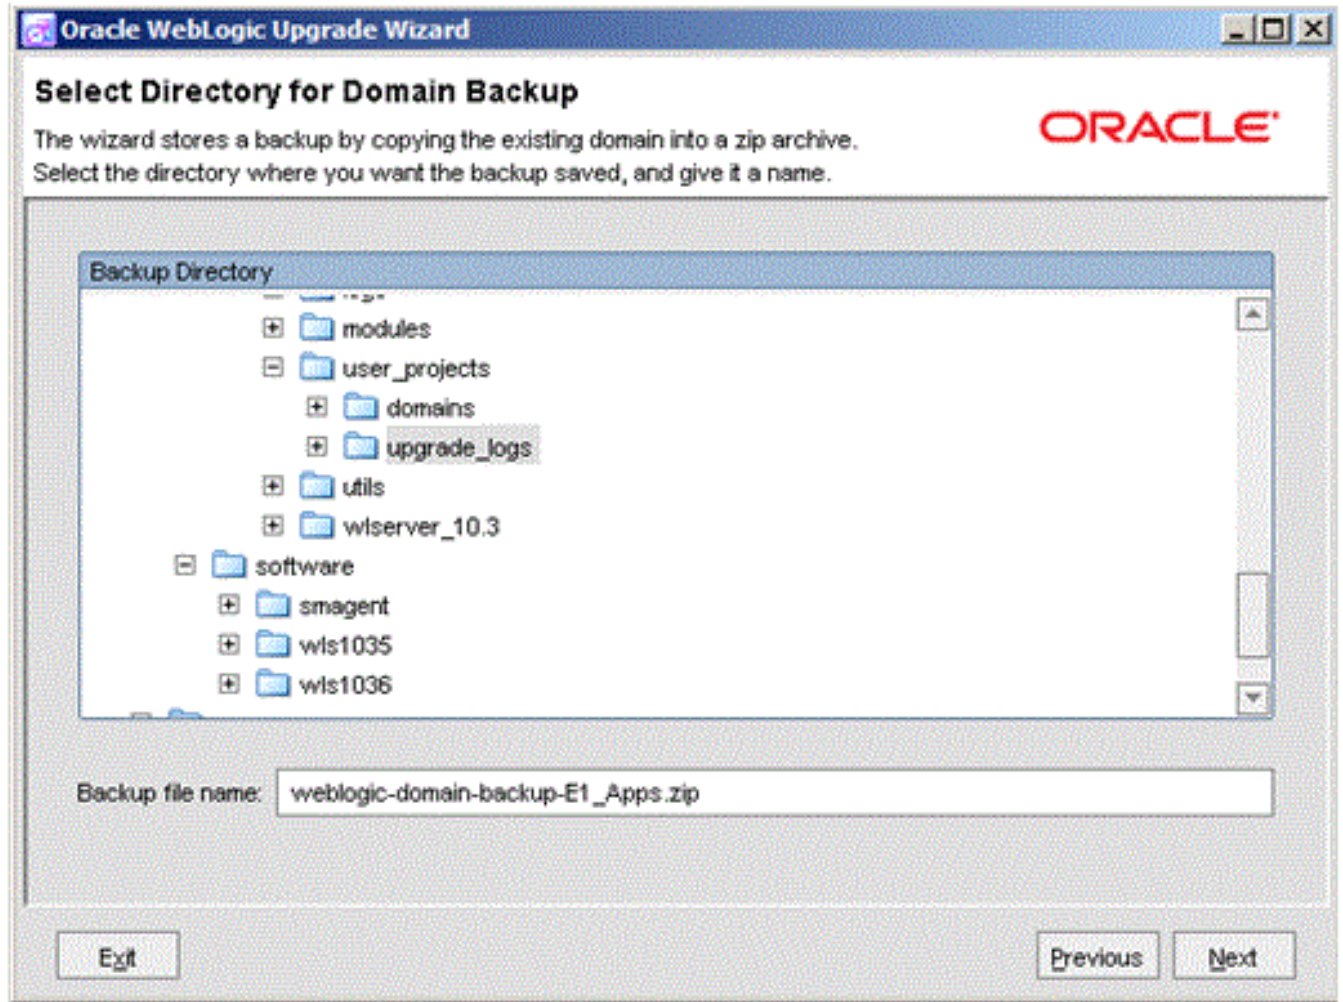 Oracle WebLogic Upgrade Wizard
Select Directory for Domain Backup
The wizard stores a backup by copying the existing domain into a zip archive.
Select the directory where you want the backup saved, and give it a name.
ORACLE
Backup Directory
modules
user_projects
domains
upgrade_logs
utils
wlserver_10.3
software
smagent
wls1035
wls1036
Backup file name:
weblogic-domain-backup-E1_Apps.zip
Exit
Previous
Next